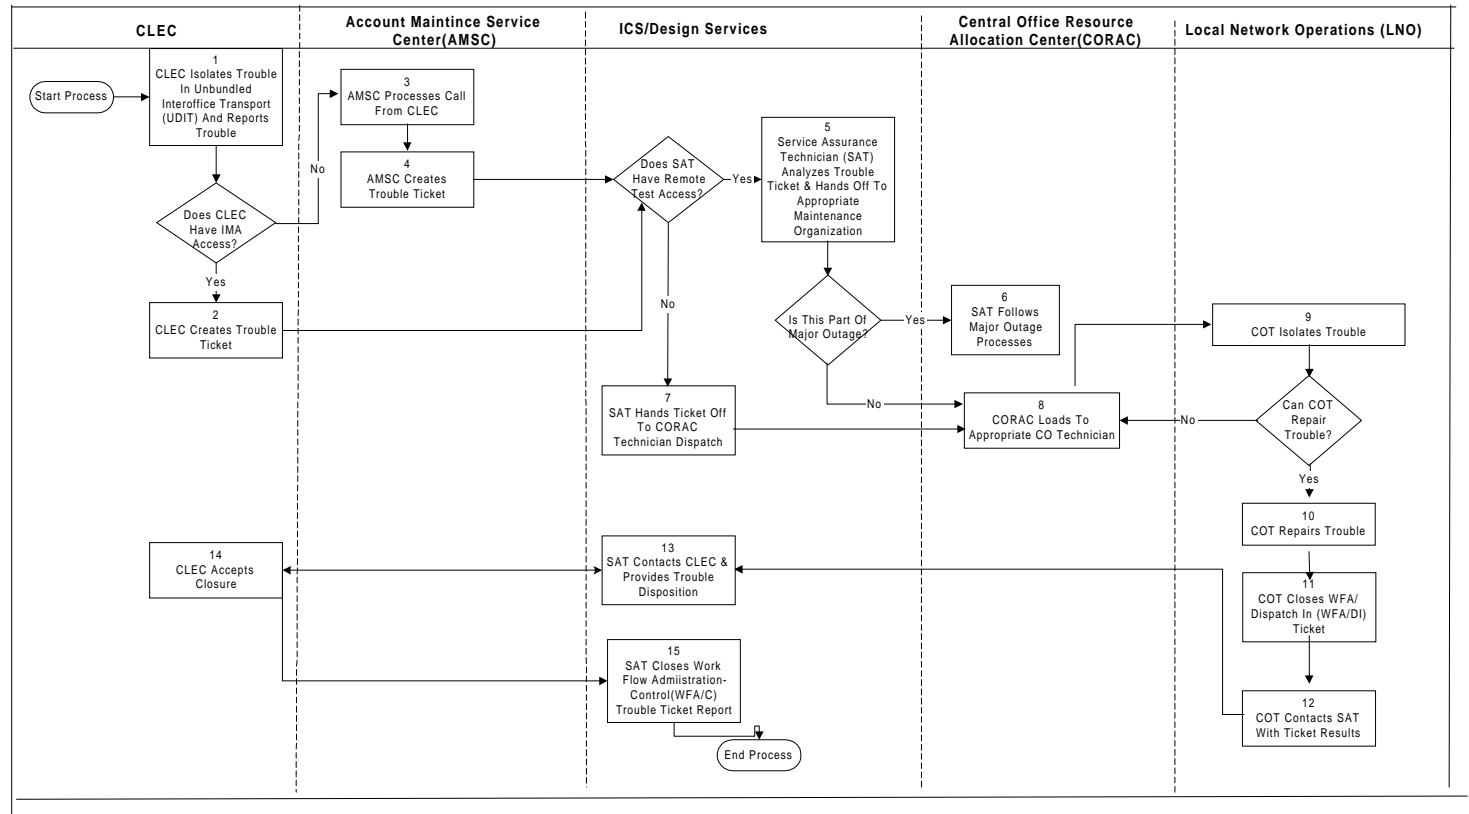 CLEC
Account Maintince Service
Center(AMSC)
ICS/Design Services
Central Office Resource
Allocation Center(CORAC)
Local Network Operations (LNO)
Start Process
1
CLEC Isolates Trouble
In Unbundled
Interoffice Transport
(UDIT) And Reports
Trouble
Does CLEC
Have IMA
Access?
No
Yes
2
CLEC Creates Trouble
Ticket
3
AMSC Processes Call
From CLEC
4
AMSC Creates
Trouble Ticket
Does SAT
Have Remote
Test Access?
Yes
No
5
Service Assurance
Technician (SAT)
Analyzes Trouble
Ticket & Hands Off To
Appropriate
Maintenance
Organization
Is This Part Of
Major Outage?
Yes
No
6
SAT Follows
Major Outage
Processes
7
SAT Hands Ticket Off
To CORAC
Technician Dispatch
8
CORAC Loads To
Appropriate CO Technician
9
COT Isolates Trouble
Can COT
Repair
Trouble?
No
Yes
10
COT Repairs Trouble
11
COT Closes WFA/
Dispatch In (WFA/DI)
Ticket
12
COT Contacts SAT
With Ticket Results
13
SAT Contacts CLEC &
Provides Trouble
Disposition
14
CLEC Accepts
Closure
15
SAT Closes Work
Flow Admiistration-
Control(WFA/C)
Trouble Ticket Report
End Process